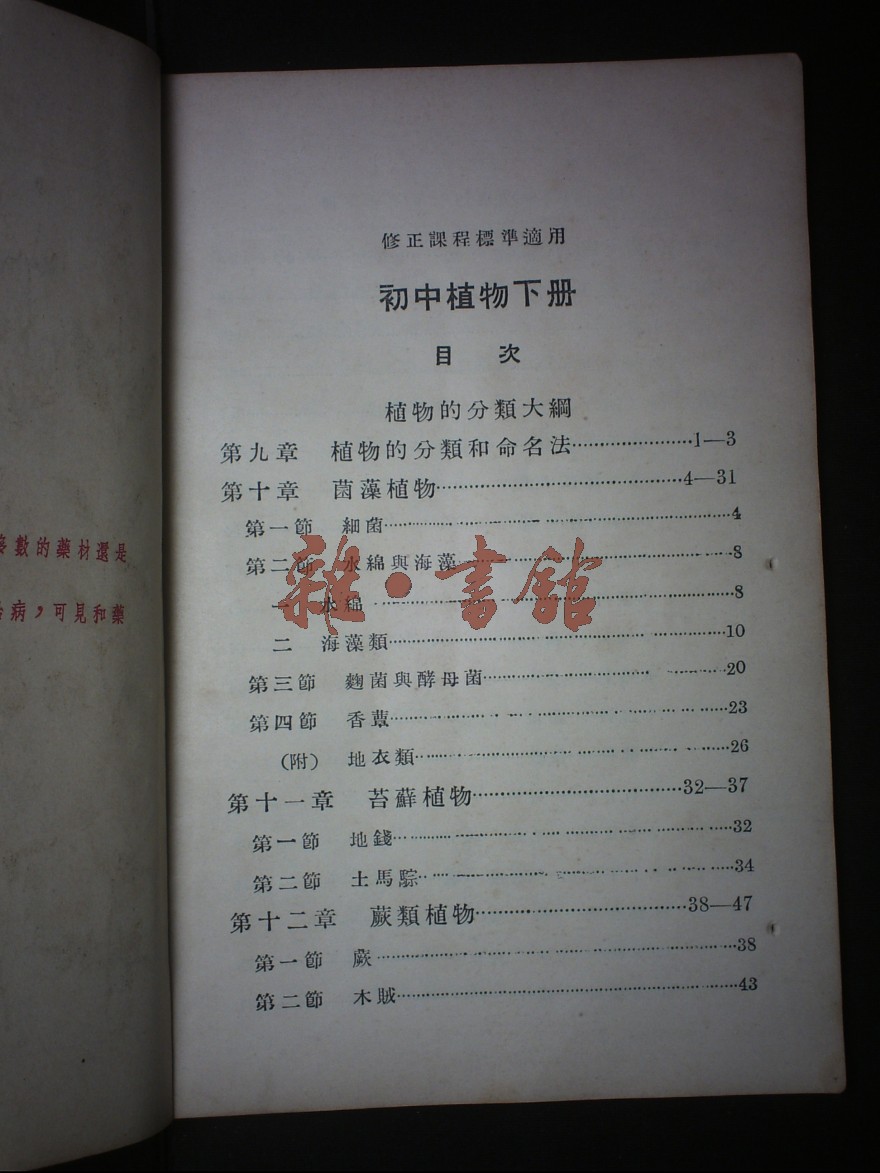 修正課程標準適用
初中植物下册
目 次
植物的分類大綱
第九章 植物的分類和命名法……………………1—3
第十章 菌藻植物……………………4—31
第一節 細菌……………………4
第二節 水綿與海藻……………………8
一 水綿……………………8
二 海藻類……………………10
第三節 麴菌與酵母菌……………………20
第四節 香蕈……………………23
(附) 地衣類……………………26
第十一章 苔蘚植物……………………32—37
第一節 地錢……………………32
第二節 土馬騌……………………34
第十二章 蕨類植物……………………38—47
第一節 蕨……………………38
第二節 木賊……………………43
數的藥材還是
病，可見和藥
雜·書館